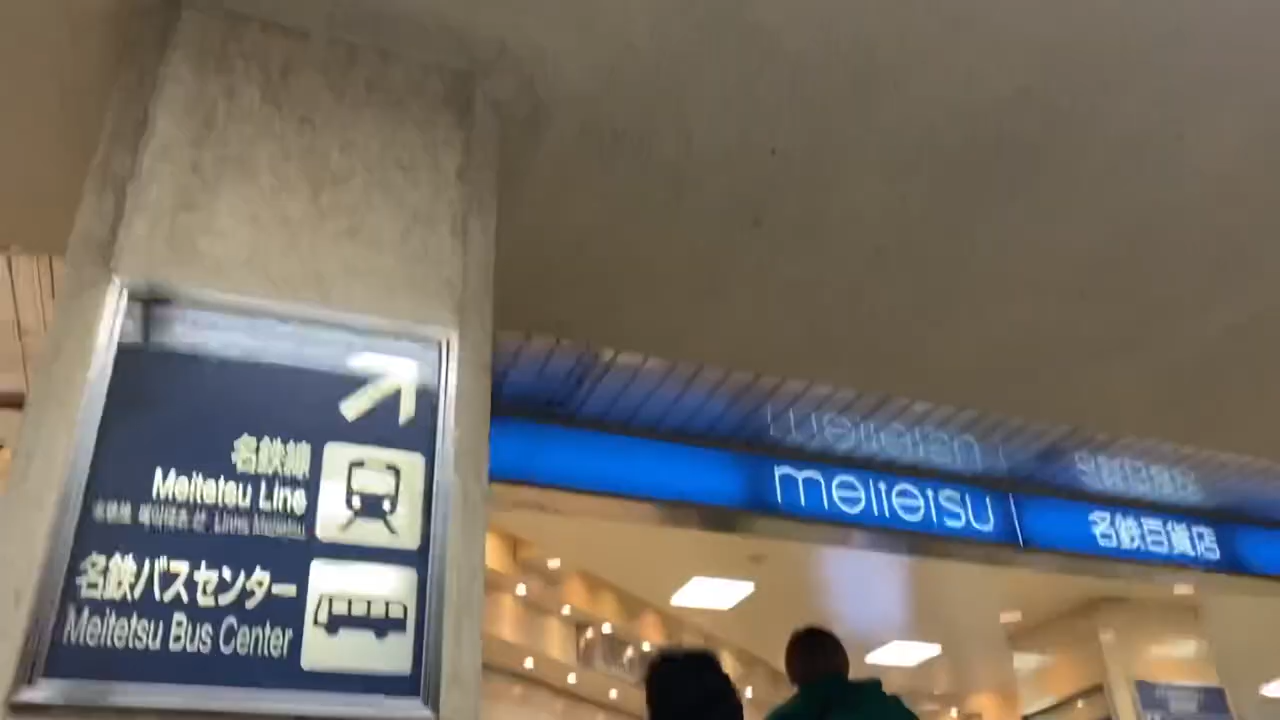 名鉄線
Meitetsu Line
名鉄バスセンター
Meitetsu Bus Center
meitetsu
名鉄百貨店